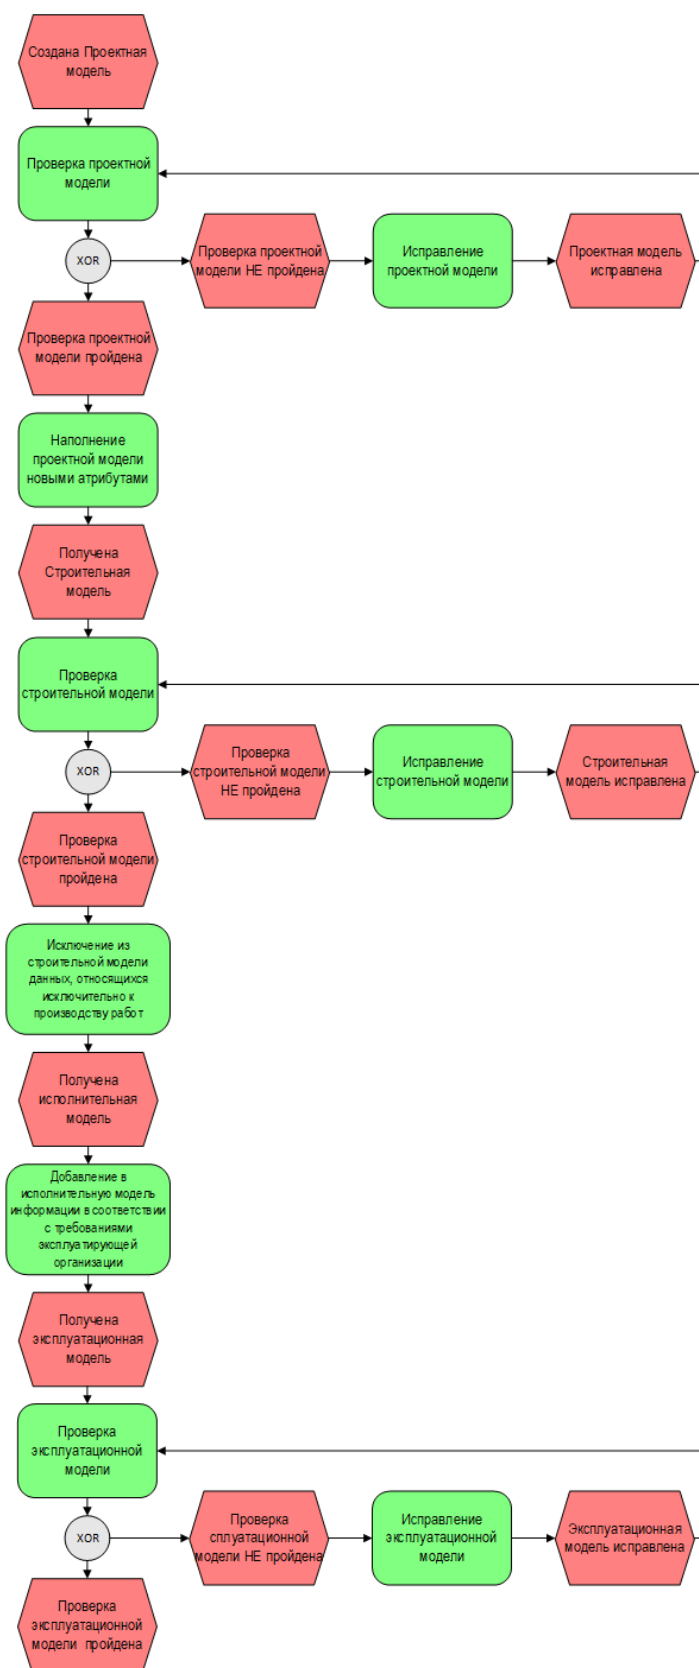 Создана Проектная
модель
Проверка проектной
модели
XOR
Проверка проектной
модели НЕ пройдена
Исправление
проектной модели
Проектная модель
исправлена
Проверка проектной
модели пройдена
Наполнение
проектной модели
новыми атрибутами
Получена
Строительная
модель
Проверка
строительной модели
XOR
Проверка
строительной модели
НЕ пройдена
Исправление
строительной модели
Строительная
модель исправлена
Проверка
строительной модели
пройдена
Исключение из
строительной модели
данных, относящихся
исключительно к
производству работ
Получена
исполнительная
модель
Добавление в
исполнительную модель
информации в соответствии
с требованиями
эксплуатирующей
организации
Получена
эксплуатационная
модель
Проверка
эксплуатационной
модели
XOR
Проверка
сплуатационной
модели НЕ пройдена
Исправление
эксплуатационной
модели
Эксплуатационная
модель исправлена
Проверка
эксплуатационной
модели пройдена